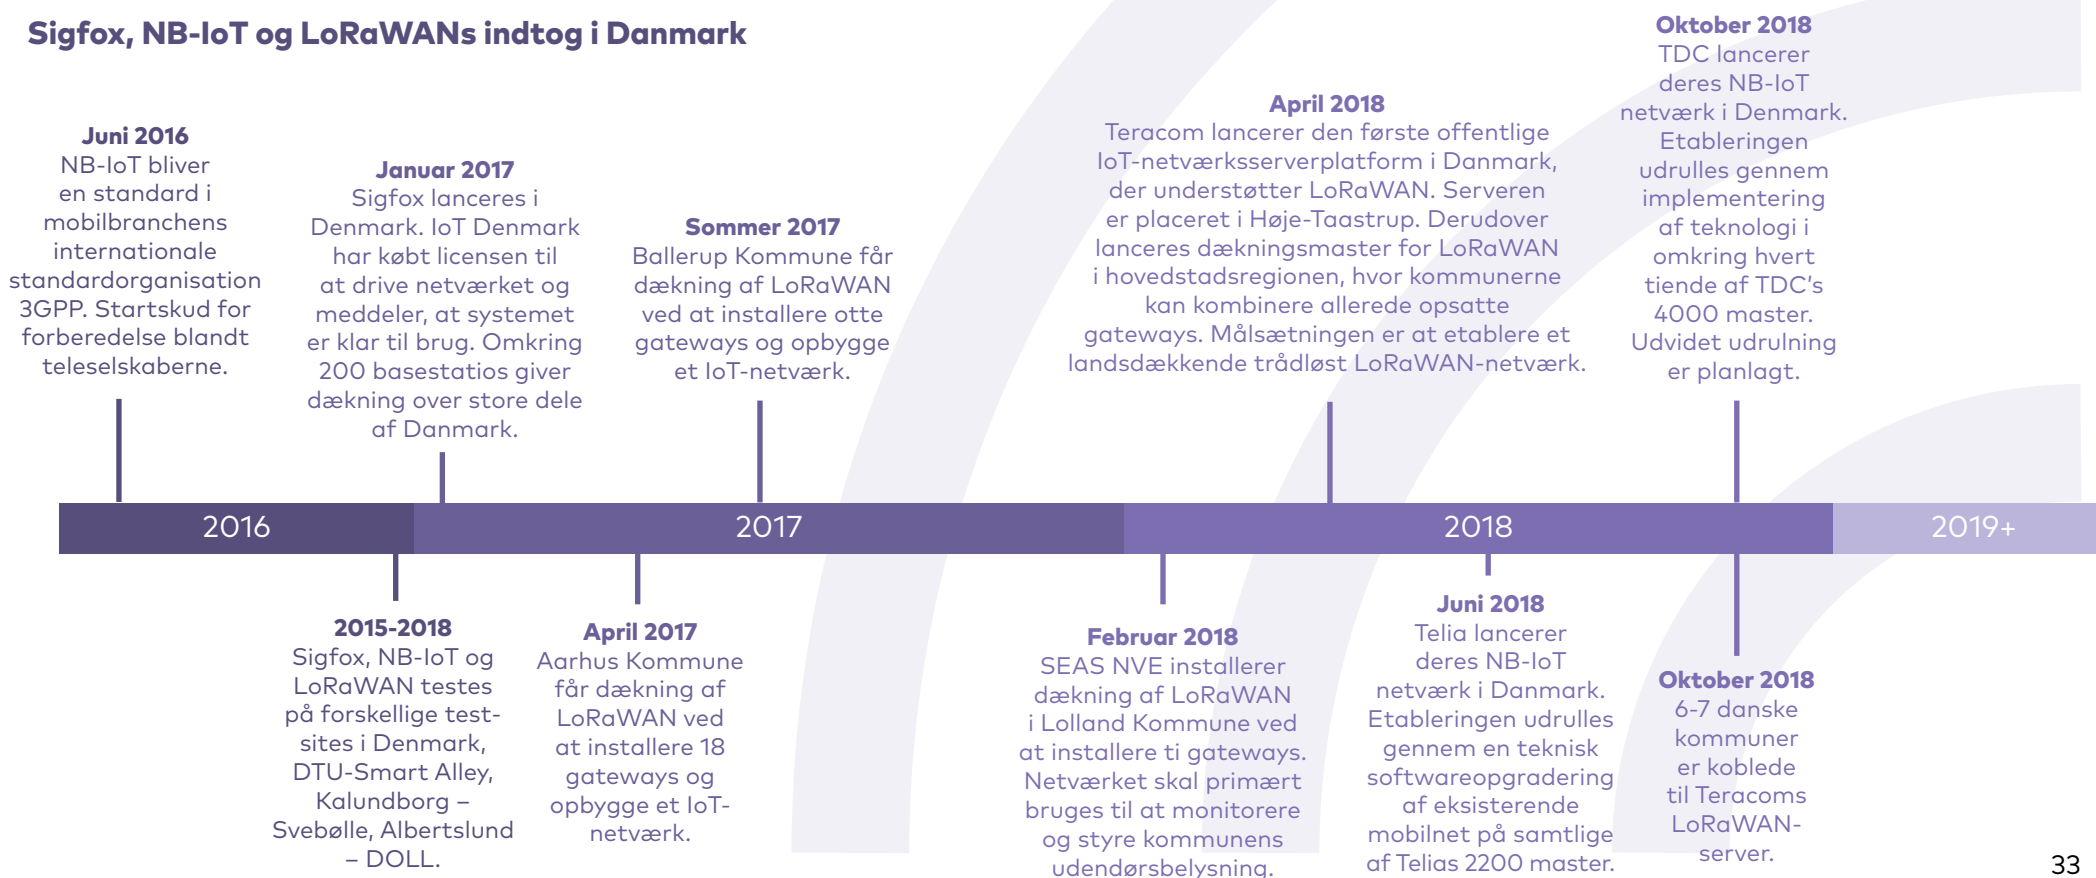 Sigfox, NB-IoT og LoRaWANs indtog i Danmark
Juni 2016
NB-IoT bliver
en standard i
mobilbranchens
internationale
standardorganisation
3GPP. Startskud for
forberedelse blandt
teleselskaberne.
Januar 2017
Sigfox lanceres i
Denmark. IoT Denmark
har købt licensen til
at drive netværket og
meddeler, at systemet
er klar til brug. Omkring
200 basestatios giver
dækning over store dele
af Danmark.
Sommer 2017
Ballerup Kommune får
dækning af LoRaWAN
ved at installere otte
gateways og opbygge
et IoT-netværk.
April 2018
Teracom lancerer den første offentlige
IoT-netværksserverplatform i Danmark,
der understøtter LoRaWAN. Serveren
er placeret i Høje-Taastrup. Derudover
lanceres dækningsmaster for LoRaWAN
i hovedstadsregionen, hvor kommunerne
kan kombinere allerede opsatte
gateways. Målsætningen er at etablere et
landsdækkende trådløst LoRaWAN-netværk.
Oktober 2018
TDC lancerer
deres NB-IoT
netværk i Denmark.
Etableringen
udrulles gennem
implementering
af teknologi i
omkring hvert
tiende af TDC's
4000 master.
Udvidet udrulning
er planlagt.
2016
2017
2018
2019+
2015-2018
Sigfox, NB-IoT og
LoRaWAN testes
på forskellige test-
sites i Denmark,
DTU-Smart Alley,
Kalundborg –
Svebølle, Albertslund
– DOLL.
April 2017
Aarhus Kommune
får dækning af
LoRaWAN ved
at installere 18
gateways og
opbygge et IoT-
netværk.
Februar 2018
SEAS NVE installerer
dækning af LoRaWAN
i Lolland Kommune ved
at installere ti gateways.
Netværket skal primært
bruges til at monitorere
og styre kommunens
udendørsbelysning.
Juni 2018
Telia lancerer
deres NB-IoT
netværk i Danmark.
Etableringen udrulles
gennem en teknisk
softwareopgradering
af eksisterende
mobilnet på samtlige
af Telias 2200 master.
Oktober 2018
6-7 danske
kommuner
er koblede
til Teracoms
LoRaWAN-
server.
33